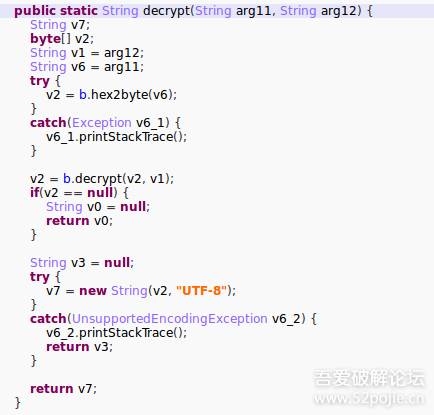 public static String decrypt(String arg11, String arg12) {
    String v7;
    byte[] v2;
    String v1 = arg12;
    String v6 = arg11;
    try {
        v2 = b.hex2byte(v6);
    }
    catch(Exception v6_1) {
        v6_1.printStackTrace();
    }

    v2 = b.decrypt(v2, v1);
    if(v2 == null) {
        String v0 = null;
        return v0;
    }

    String v3 = null;
    try {
        v7 = new String(v2, "UTF-8");
    }
    catch(UnsupportedEncodingException v6_2) {
        v6_2.printStackTrace();
        return v3;
    }

    return v7;
}
吾爱破解论坛
www.52pojie.cn